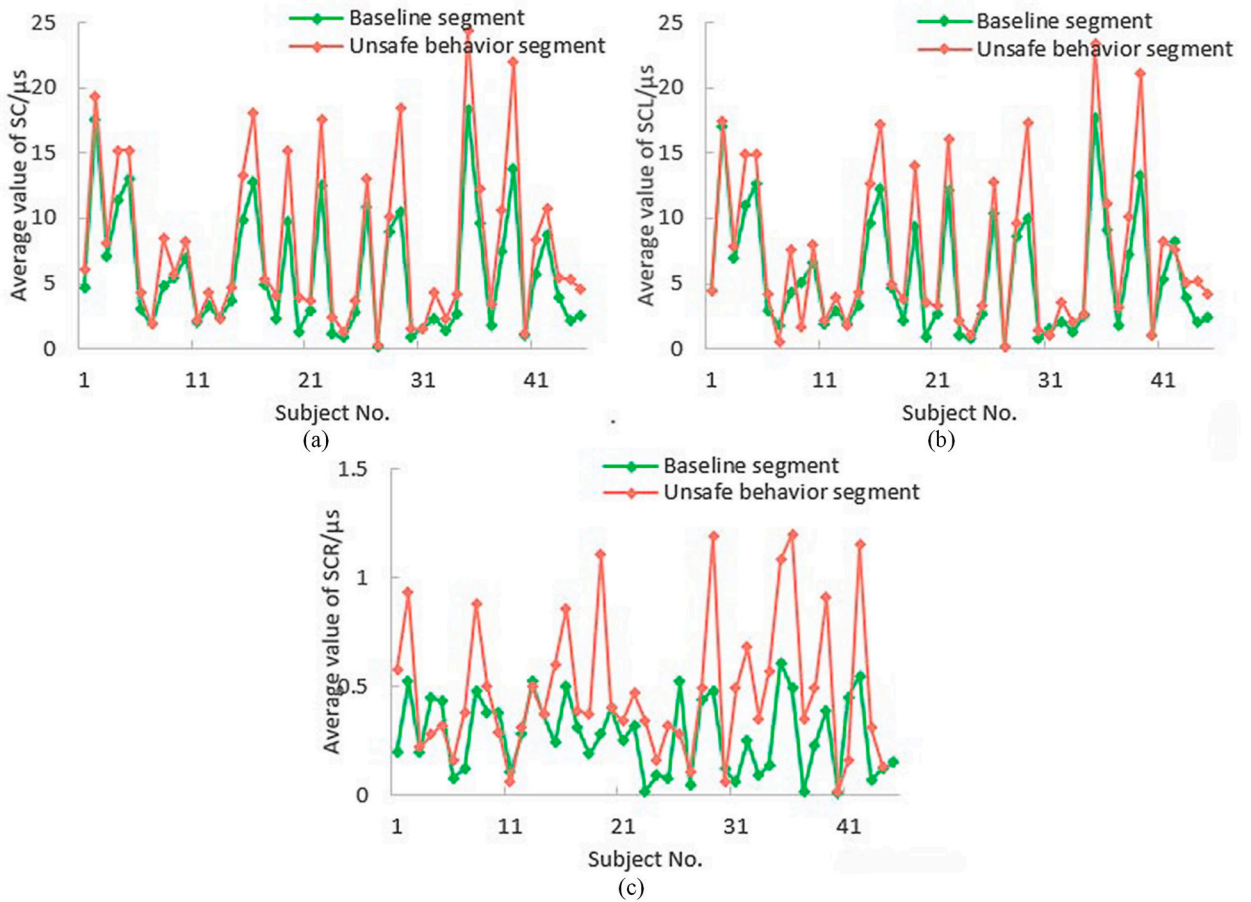 Baseline segment
Unsafe behavior segment
Average value of SC/μs
25
20
15
10
5
0
1 11 21 31 41
Subject No.
(a)
Baseline segment
Unsafe behavior segment
Average value of SCL/μs
25
20
15
10
5
0
1 11 21 31 41
Subject No.
(b)
Baseline segment
Unsafe behavior segment
Average value of SCR/μs
1.5
1
0.5
0
1 11 21 31 41
Subject No.
(c)